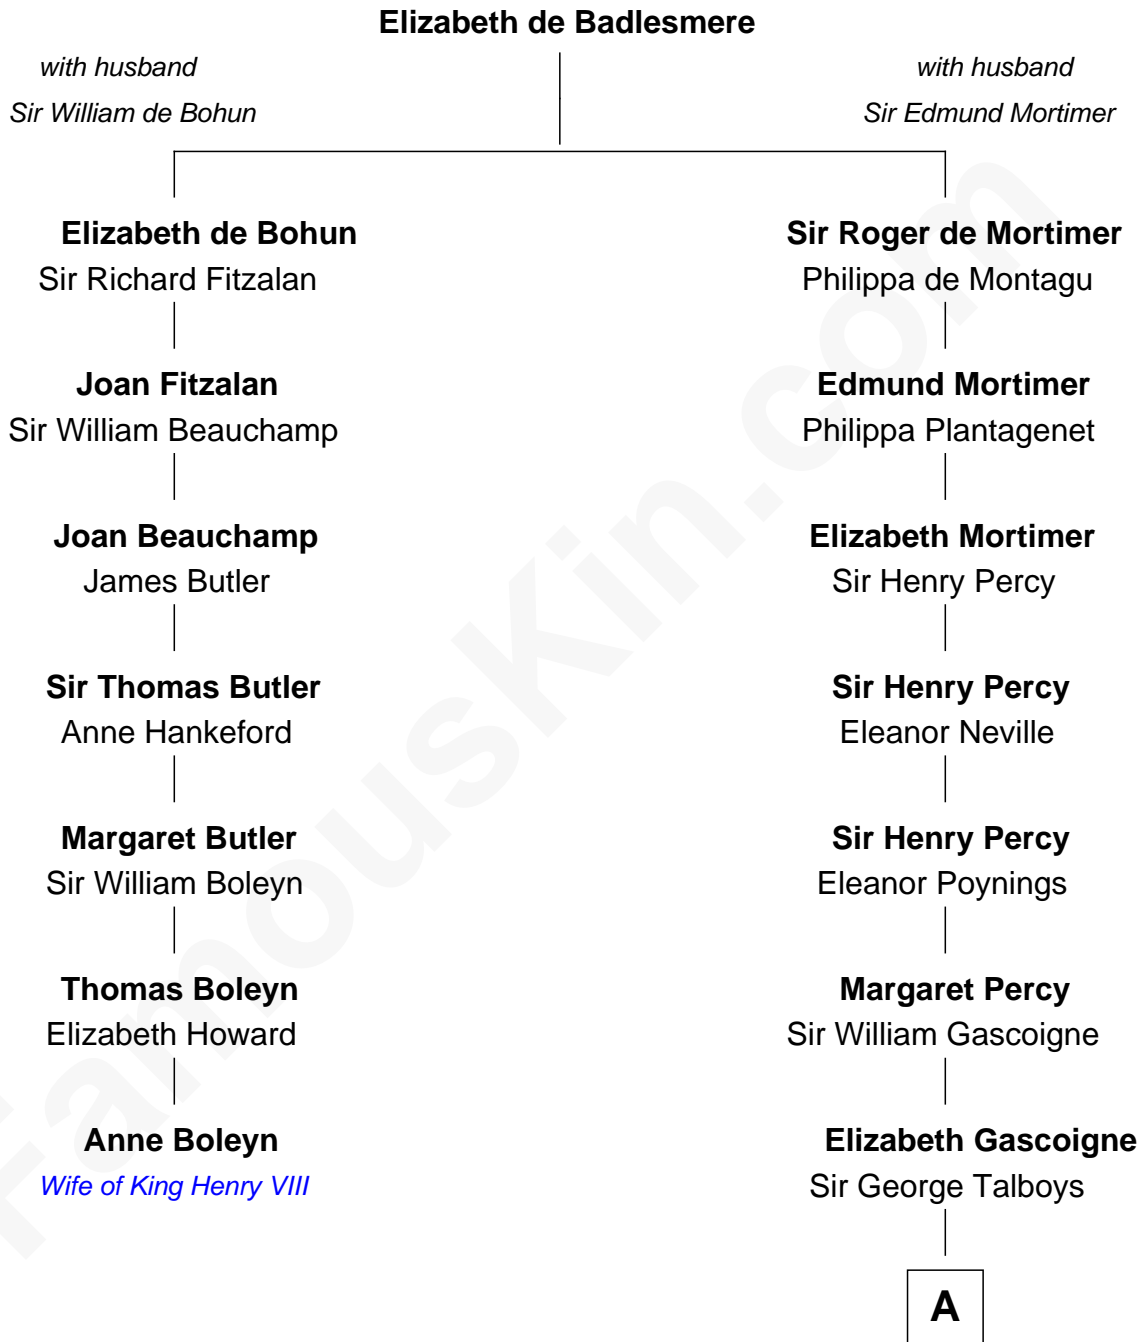 Elizabeth de Badlesmere
with husband
Sir William de Bohun
with husband
Sir Edmund Mortimer
Elizabeth de Bohun
Sir Richard Fitzalan
Joan Fitzalan
Sir William Beauchamp
Joan Beauchamp
James Butler
Sir Thomas Butler
Anne Hankeford
Margaret Butler
Sir William Boleyn
Thomas Boleyn
Elizabeth Howard
Anne Boleyn
Wife of King Henry VIII
Sir Roger de Mortimer
Philippa de Montagu
Edmund Mortimer
Philippa Plantagenet
Elizabeth Mortimer
Sir Henry Percy
Sir Henry Percy
Eleanor Neville
Sir Henry Percy
Eleanor Poynings
Margaret Percy
Sir William Gascoigne
Elizabeth Gascoigne
Sir George Talboys
A
FamousKin.com